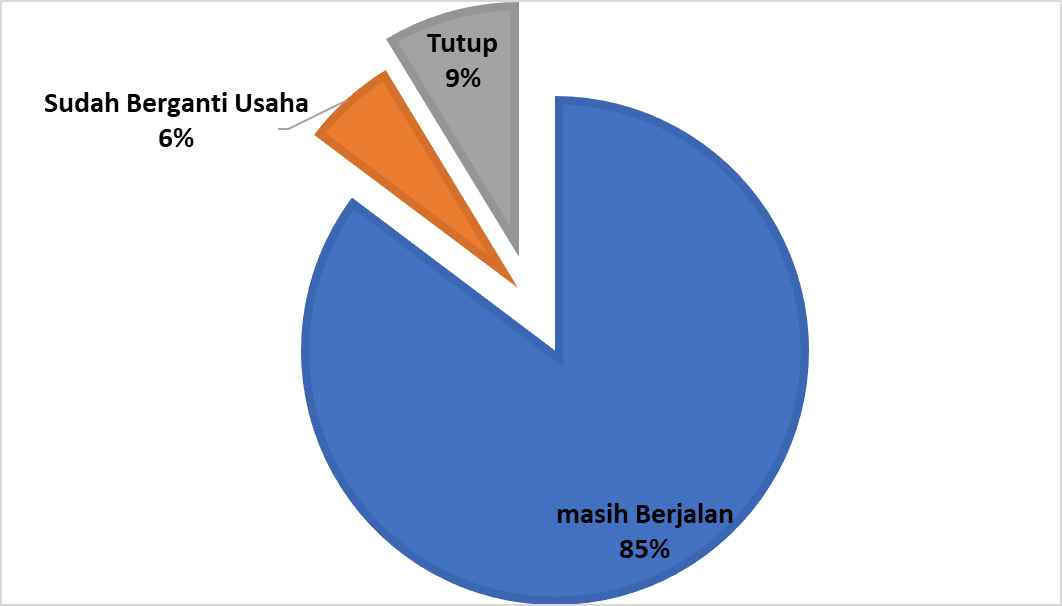 Tutup
9%
Sudah Berganti Usaha
6%
masih Berjalan
85%